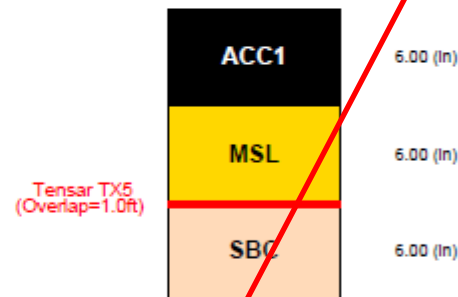 ACC1
6.00 (In)
MSL
6.00 (In)
Tensar TX5
(Overlap=1.0ft)
SBC
6.00 (In)